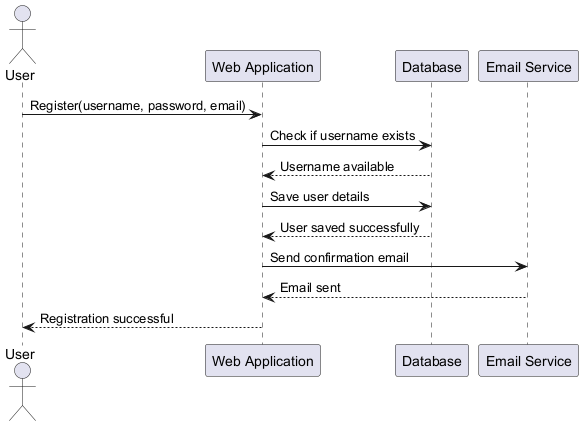 User
Web Application
Database
Email Service
Register(username, password, email)
Check if username exists
Username available
Save user details
User saved successfully
Send confirmation email
Email sent
Registration successful
User
Web Application
Database
Email Service